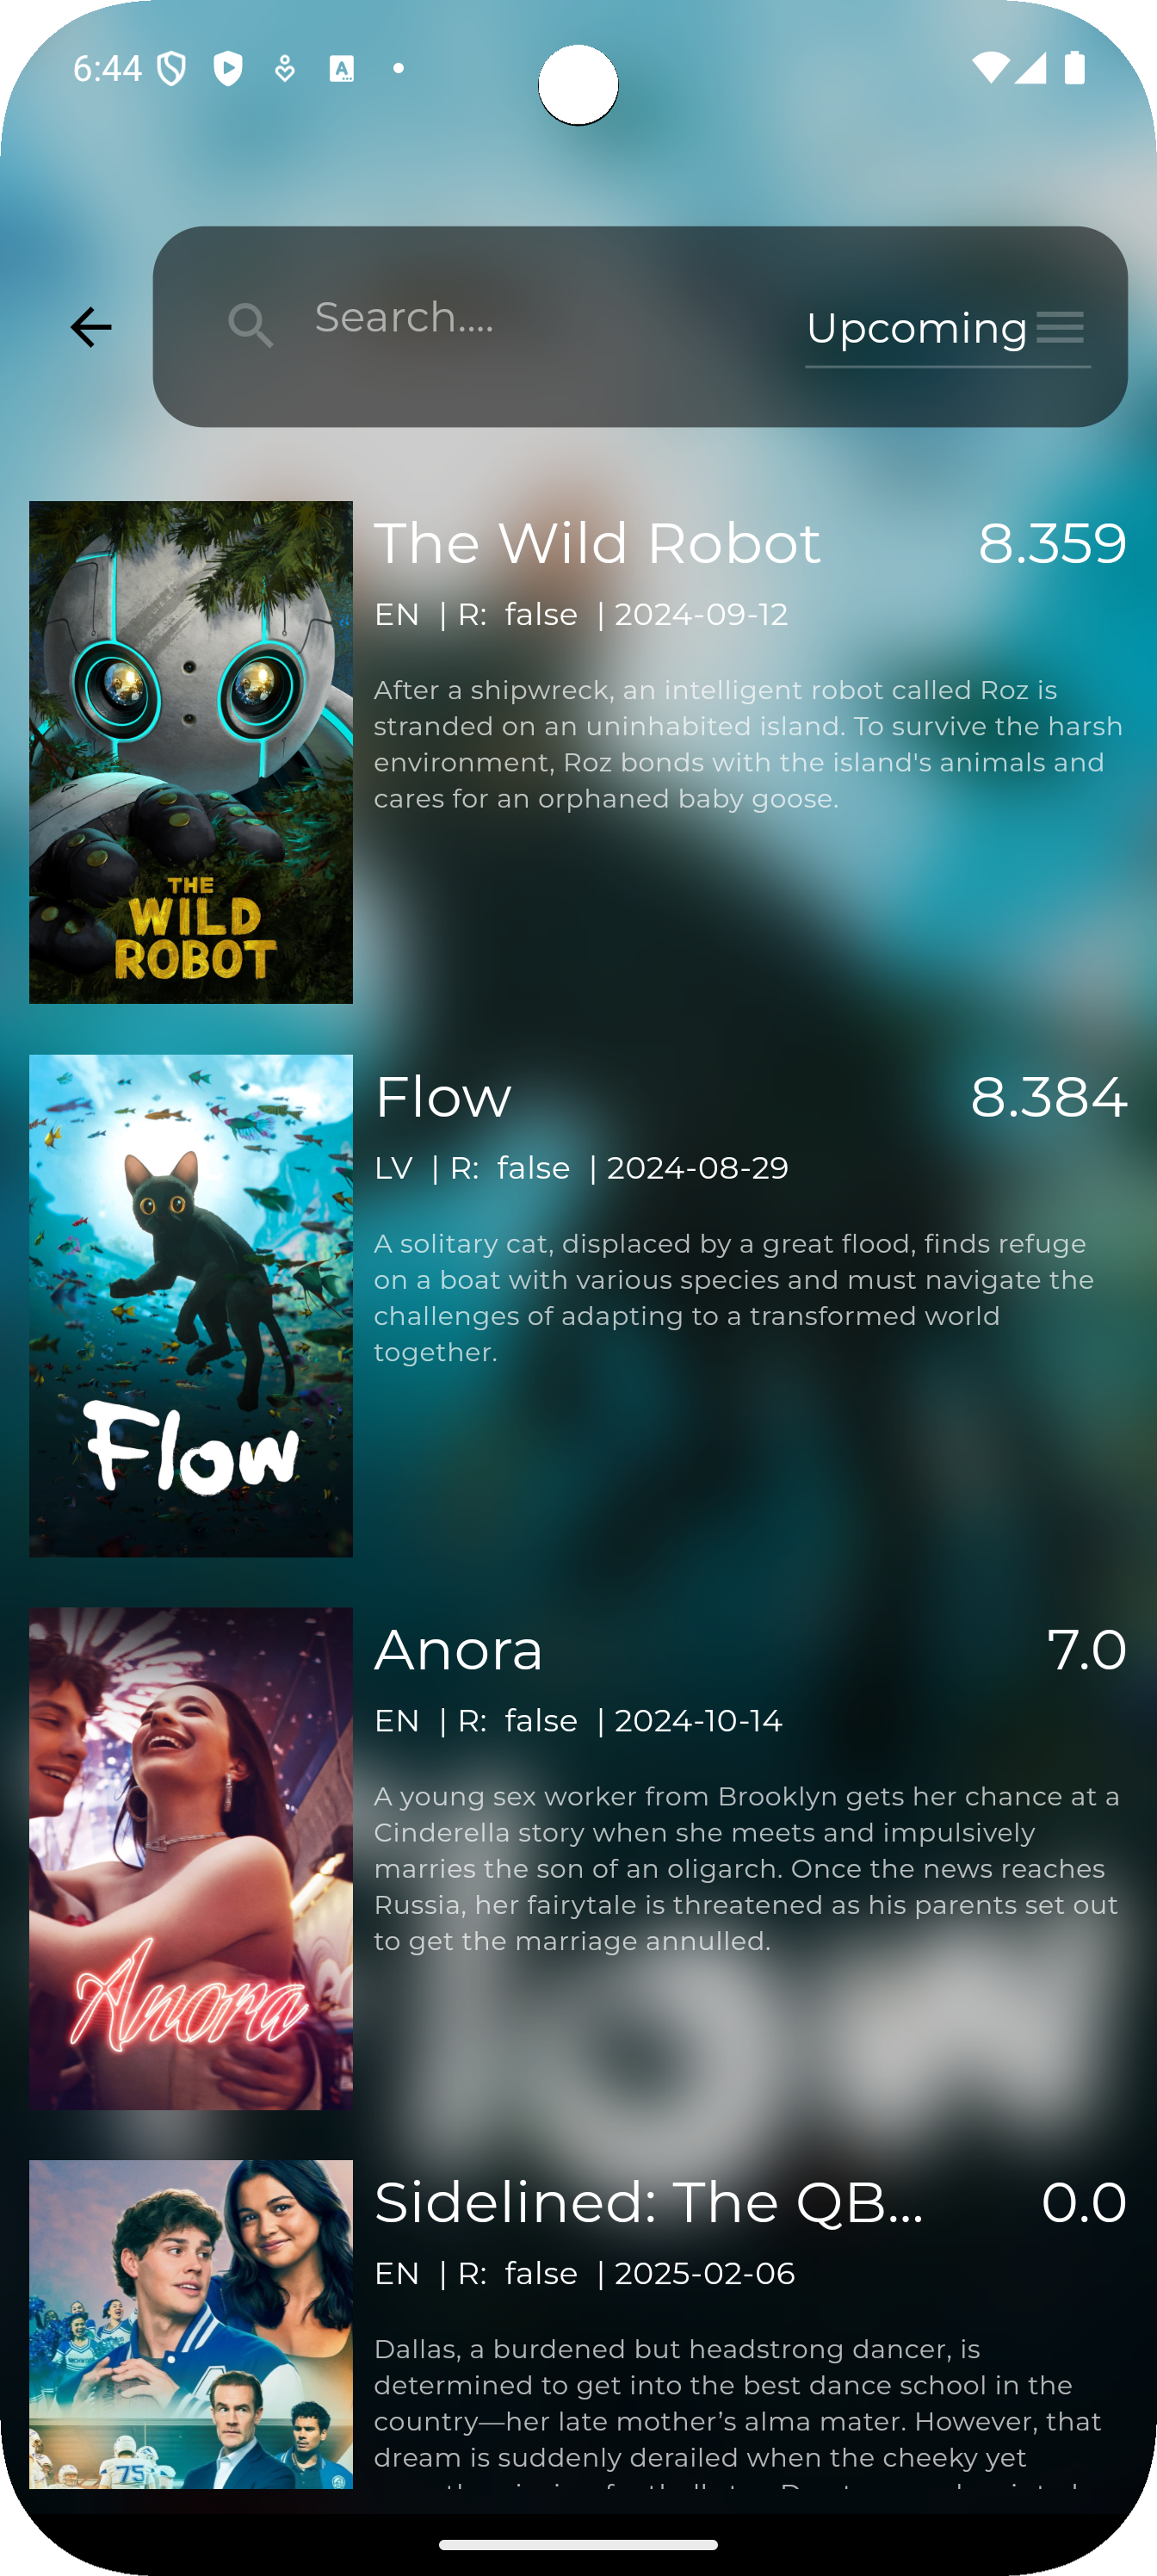 6:44
Search....
Upcoming
The Wild Robot 8.359
EN | R: false | 2024-09-12
After a shipwreck, an intelligent robot called Roz is
stranded on an uninhabited island. To survive the harsh
environment, Roz bonds with the island's animals and
cares for an orphaned baby goose.
THE
WILD
ROBOT
Flow 8.384
LV | R: false | 2024-08-29
A solitary cat, displaced by a great flood, finds refuge
on a boat with various species and must navigate the
challenges of adapting to a transformed world
together.
Flow
Anora 7.0
EN | R: false | 2024-10-14
A young sex worker from Brooklyn gets her chance at a
Cinderella story when she meets and impulsively
marries the son of an oligarch. Once the news reaches
Russia, her fairytale is threatened as his parents set out
to get the marriage annulled.
Anora
Sidelined: The QB... 0.0
EN | R: false | 2025-02-06
Dallas, a burdened but headstrong dancer, is
determined to get into the best dance school in the
country—her late mother’s alma mater. However, that
dream is suddenly derailed when the cheeky yet
75